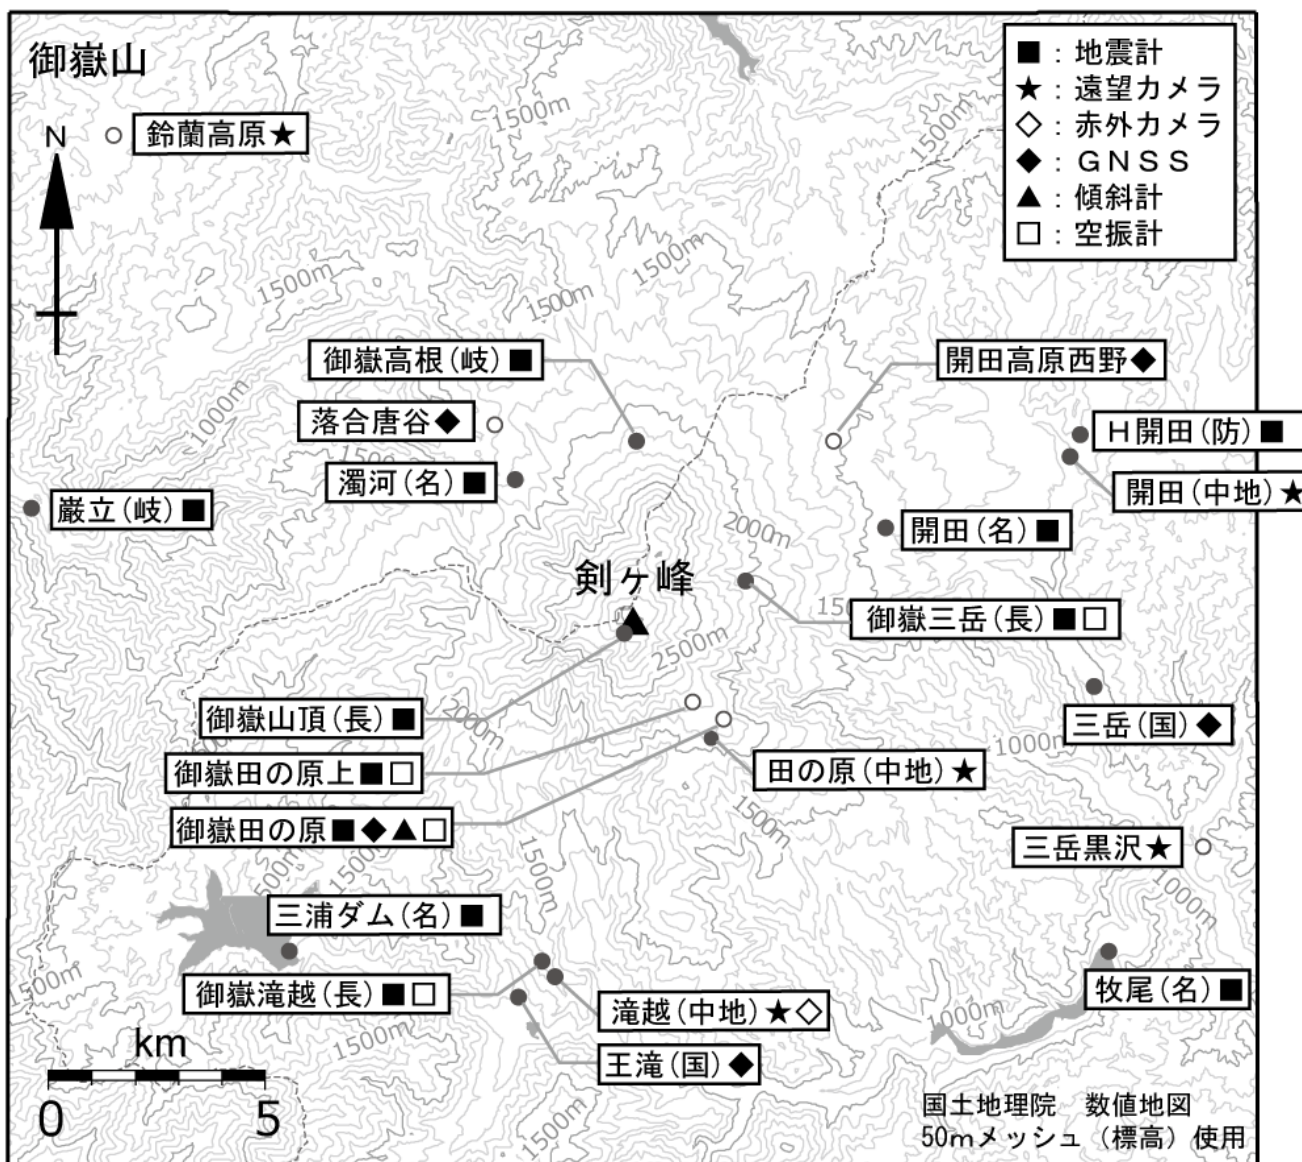 御嶽山
■：地震計
★：遠望カメラ
◇：赤外カメラ
◆：ＧＮＳＳ
▲：傾斜計
□：空振計
N
鈴蘭高原★
1500m
1500m
1500m
1500m
1500m
御嶽高根(岐)■
開田高原西野◆
1000m
落合唐谷◆
Ｈ開田(防)■
濁河(名)■
開田(中地)★
巌立(岐)■
2000m
開田(名)■
剣ヶ峰
御嶽三岳(長)■□
2500m
御嶽山頂(長)■
2000m
三岳(国)◆
1000m
御嶽田の原上■□
田の原(中地)★
1500m
御嶽田の原■◆▲□
三岳黒沢★
1500m
1000m
三浦ダム(名)■
1500m
御嶽滝越(長)■□
滝越(中地)★◇
牧尾(名)■
1000m
1500m
km
王滝(国)◆
0 5
1500m
国土地理院　数値地図
50mメッシュ（標高）使用